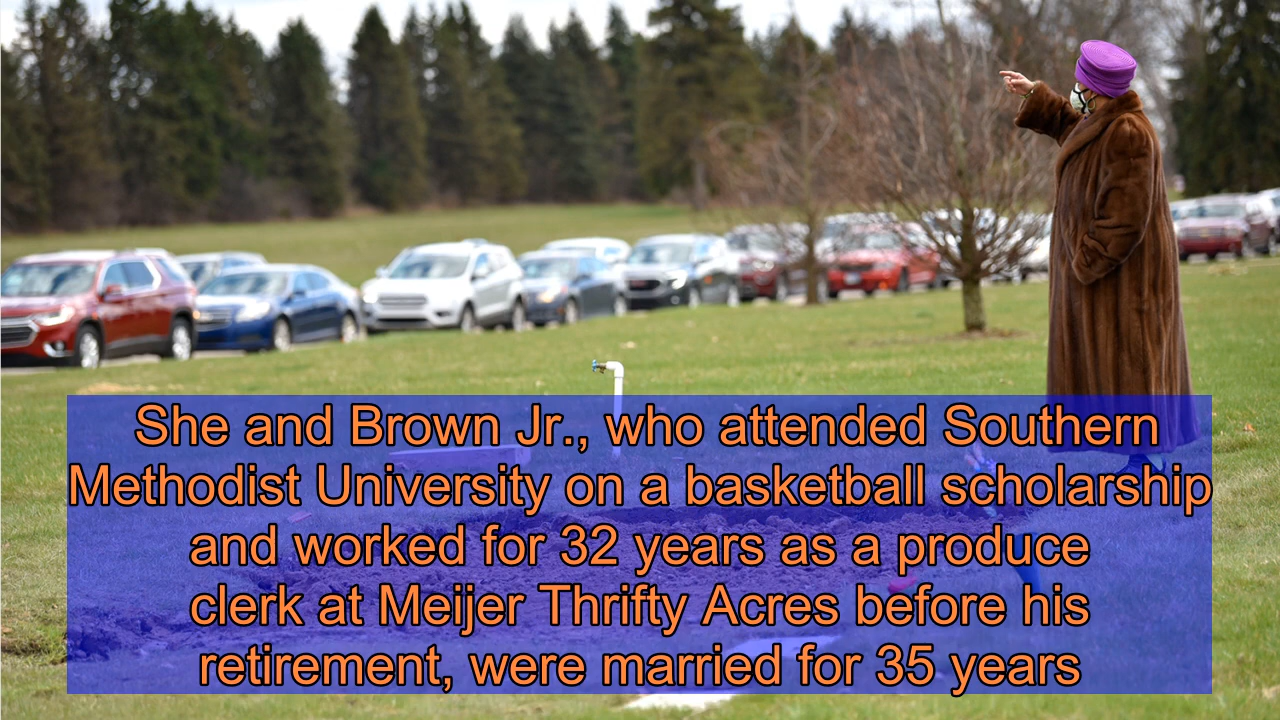 She and Brown Jr., who attended Southern
Methodist University on a basketball scholarship
and worked for 32 years as a produce
clerk at Meijer Thrifty Acres before his
retirement, were married for 35 years